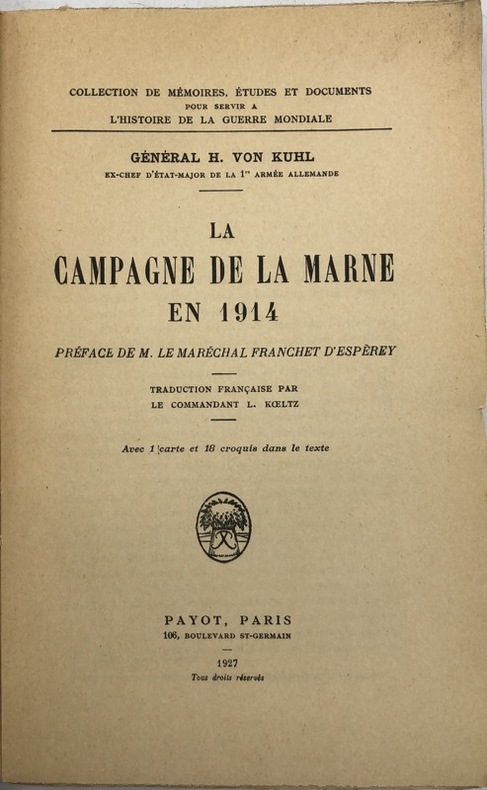 COLLECTION DE MÉMOIRES, ÉTUDES ET DOCUMENTS
POUR SERVIR A
L'HISTOIRE DE LA GUERRE MONDIALE
GÉNÉRAL H. VON KUHL
EX-CHEF D'ÉTAT-MAJOR DE LA 1re ARMÉE ALLEMANDE
LA
CAMPAGNE DE LA MARNE
EN 1914
PRÉFACE DE M. LE MARÉCHAL FRANCHET D'ESPÈREY
TRADUCTION FRANÇAISE PAR
LE COMMANDANT L. KŒLTZ
Avec 1 carte et 18 croquis dans le texte
PAYOT, PARIS
106, BOULEVARD ST-GERMAIN
1927
Tous droits réservés